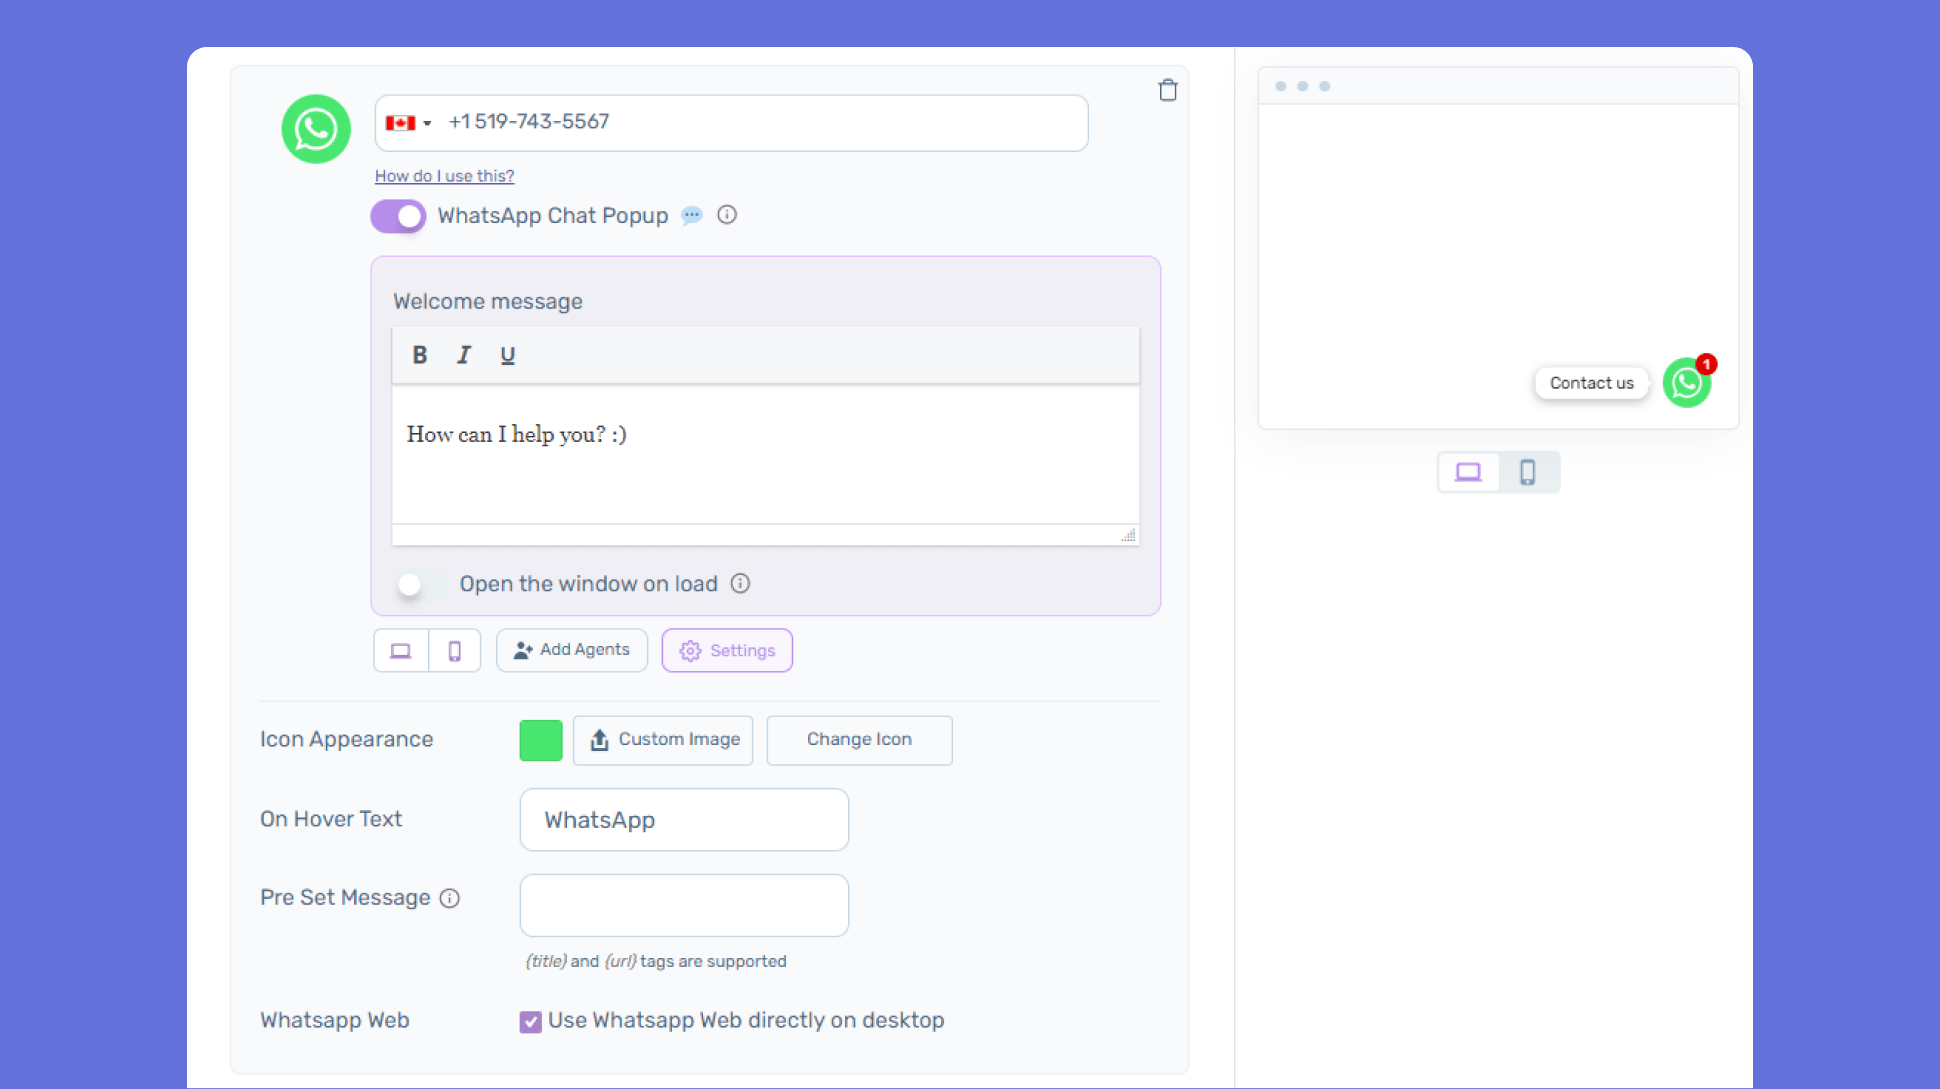 +1 519-743-5567
How do I use this?
WhatsApp Chat Popup
Welcome message
B I U
How can I help you? :)
Open the window on load
Add Agents
Settings
Icon Appearance
Custom Image
Change Icon
On Hover Text
WhatsApp
Pre Set Message
{title} and {url} tags are supported
Whatsapp Web
Use Whatsapp Web directly on desktop
Contact us
1